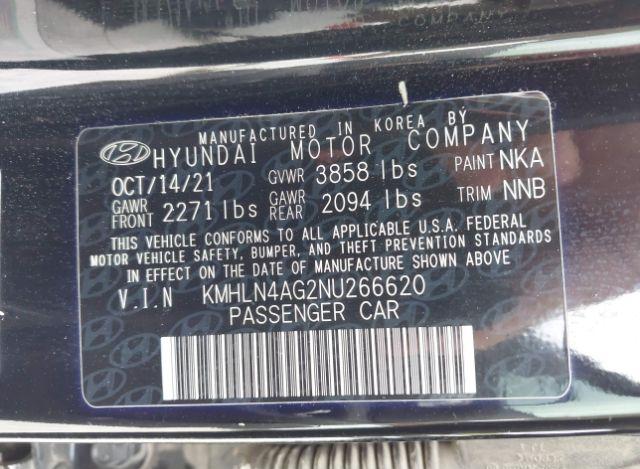 MANUFACTURED IN KOREA BY
HYUNDAI MOTOR COMPANY
OCT/14/21 GVWR 3858 lbs PAINT NKA
GAWR FRONT 2271 lbs GAWR REAR 2094 lbs TRIM NNB
THIS VEHICLE CONFORMS TO ALL APPLICABLE U.S.A. FEDERAL
MOTOR VEHICLE SAFETY, BUMPER, AND THEFT PREVENTION STANDARDS
IN EFFECT ON THE DATE OF MANUFACTURE SHOWN ABOVE.
V.I.N KMHLN4AG2NU266620
PASSENGER CAR